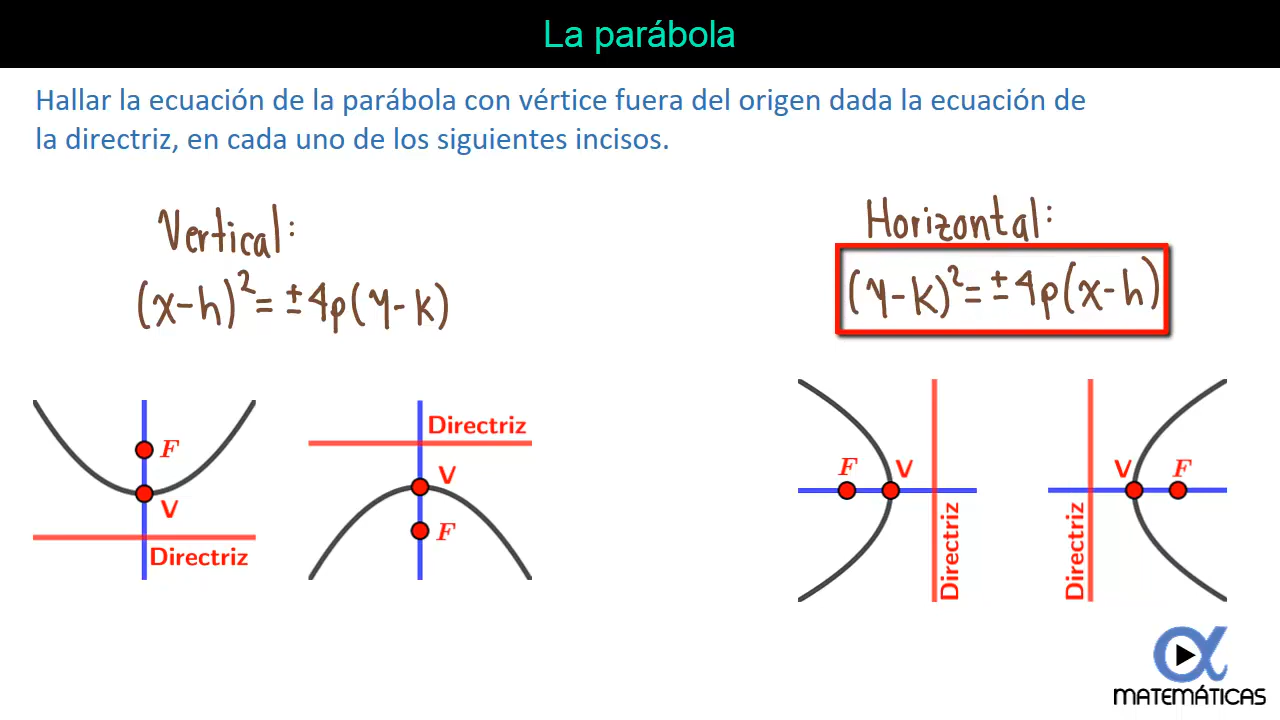 La parábola
Hallar la ecuación de la parábola con vértice fuera del origen dada la ecuación de
la directriz, en cada uno de los siguientes incisos.
Vertical:
(x-h)²=±4p(y-k)
Horizontal:
(y-k)²=±4p(x-h)
F
V
Directriz
Directriz
V
F
F
V
Directriz
V
F
Directriz
MATEMÁTICAS